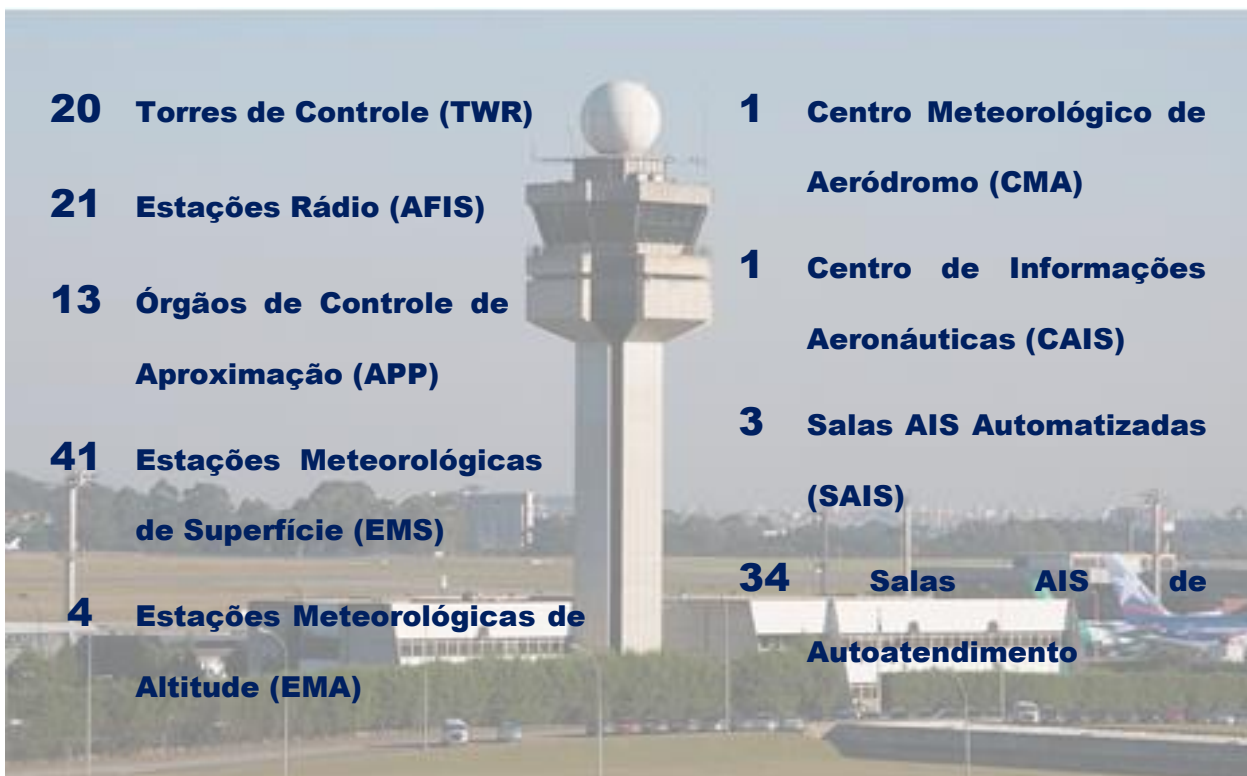 20 Torres de Controle (TWR)
21 Estações Rádio (AFIS)
13 Órgãos de Controle de
Aproximação (APP)
41 Estações Meteorológicas
de Superfície (EMS)
4 Estações Meteorológicas de
Altitude (EMA)
1 Centro Meteorológico de
Aeródromo (CMA)
1 Centro de Informações
Aeronáuticas (CAIS)
3 Salas AIS Automatizadas
(SAIS)
34 Salas AIS de
Autoatendimento